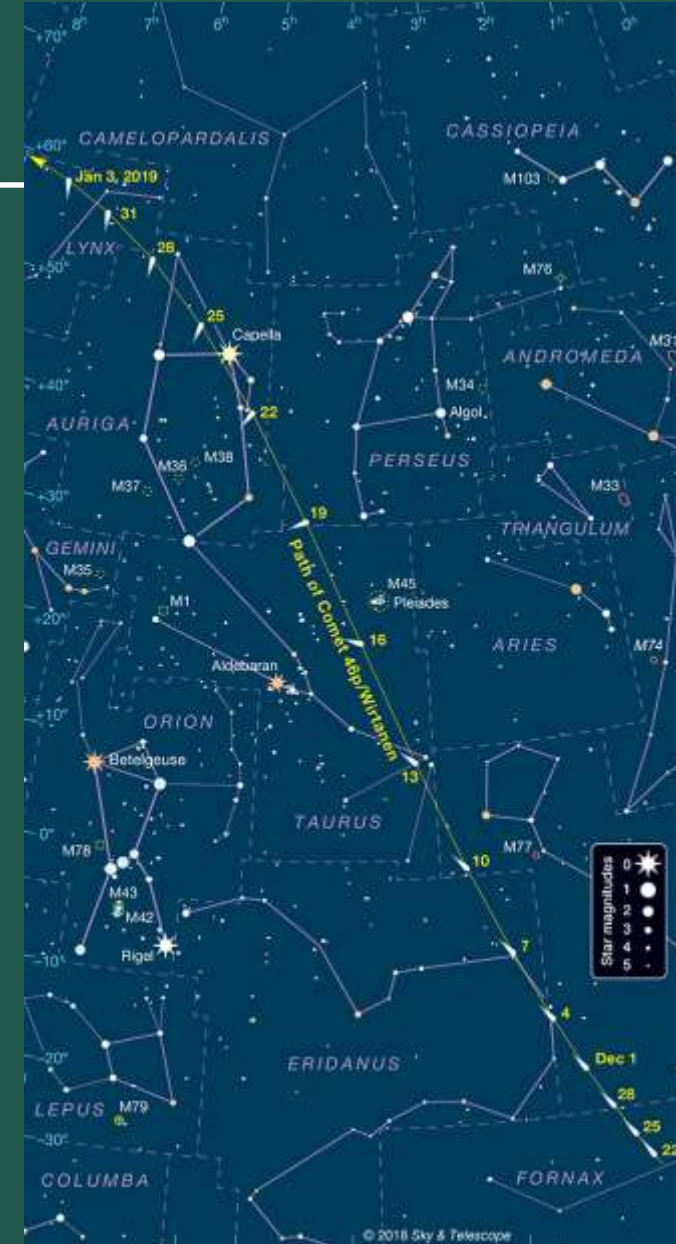 8h 7h 6h 5h 4h 3h 2h 1h 0h
+70°
CAMELOPARDALIS
CASSIOPEIA
+60°
Jan 3, 2019
M103
31
LYNX
28
+50°
M76
25
Capella
M31
ANDROMEDA
+40°
22
M34
Algol
AURIGA
M36
M38
PERSEUS
M37
+30°
M33
19
TRIANGULUM
GEMINI
M35
M45
Pleiades
M1
+20°
Path of Comet 46p/Wirtanen
16
ARIES
M74
Aldebaran
+10°
ORION
Betelgeuse
13
TAURUS
0°
M78
10
M77
Star magnitudes
0
1
2
3
4
5
M43
M42
Rigel
7
-10°
4
ERIDANUS
Dec 1
-20°
28
LEPUS
M79
25
-30°
22
COLUMBA
FORNAX
© 2018 Sky & Telescope